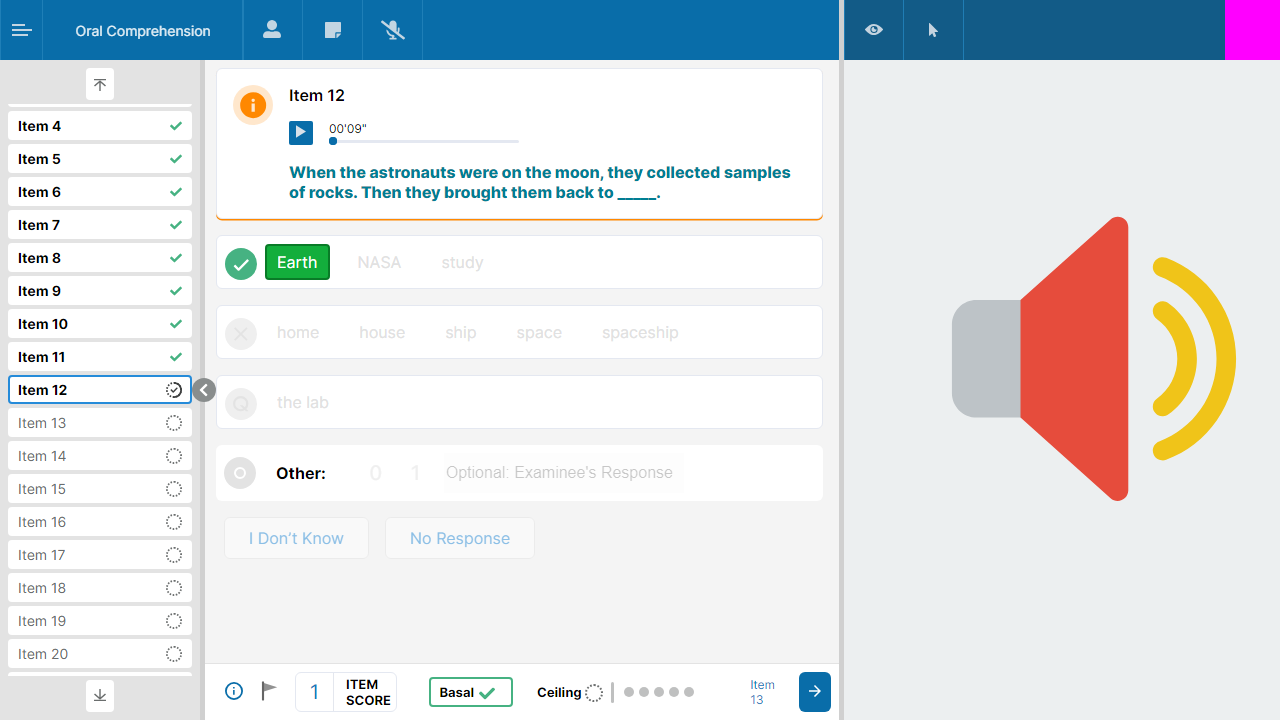 Oral Comprehension
Item 4
Item 5
Item 6
Item 7
Item 8
Item 9
Item 10
Item 11
Item 12
Item 13
Item 14
Item 15
Item 16
Item 17
Item 18
Item 19
Item 20
Item 12
00'09"
When the astronauts were on the moon, they collected samples
of rocks. Then they brought them back to _____.
Earth NASA study
home house ship space spaceship
Q the lab
Other: 0 1 Optional: Examinee's Response
I Don't Know No Response
1 ITEM
SCORE
Basal
Ceiling
Item
13